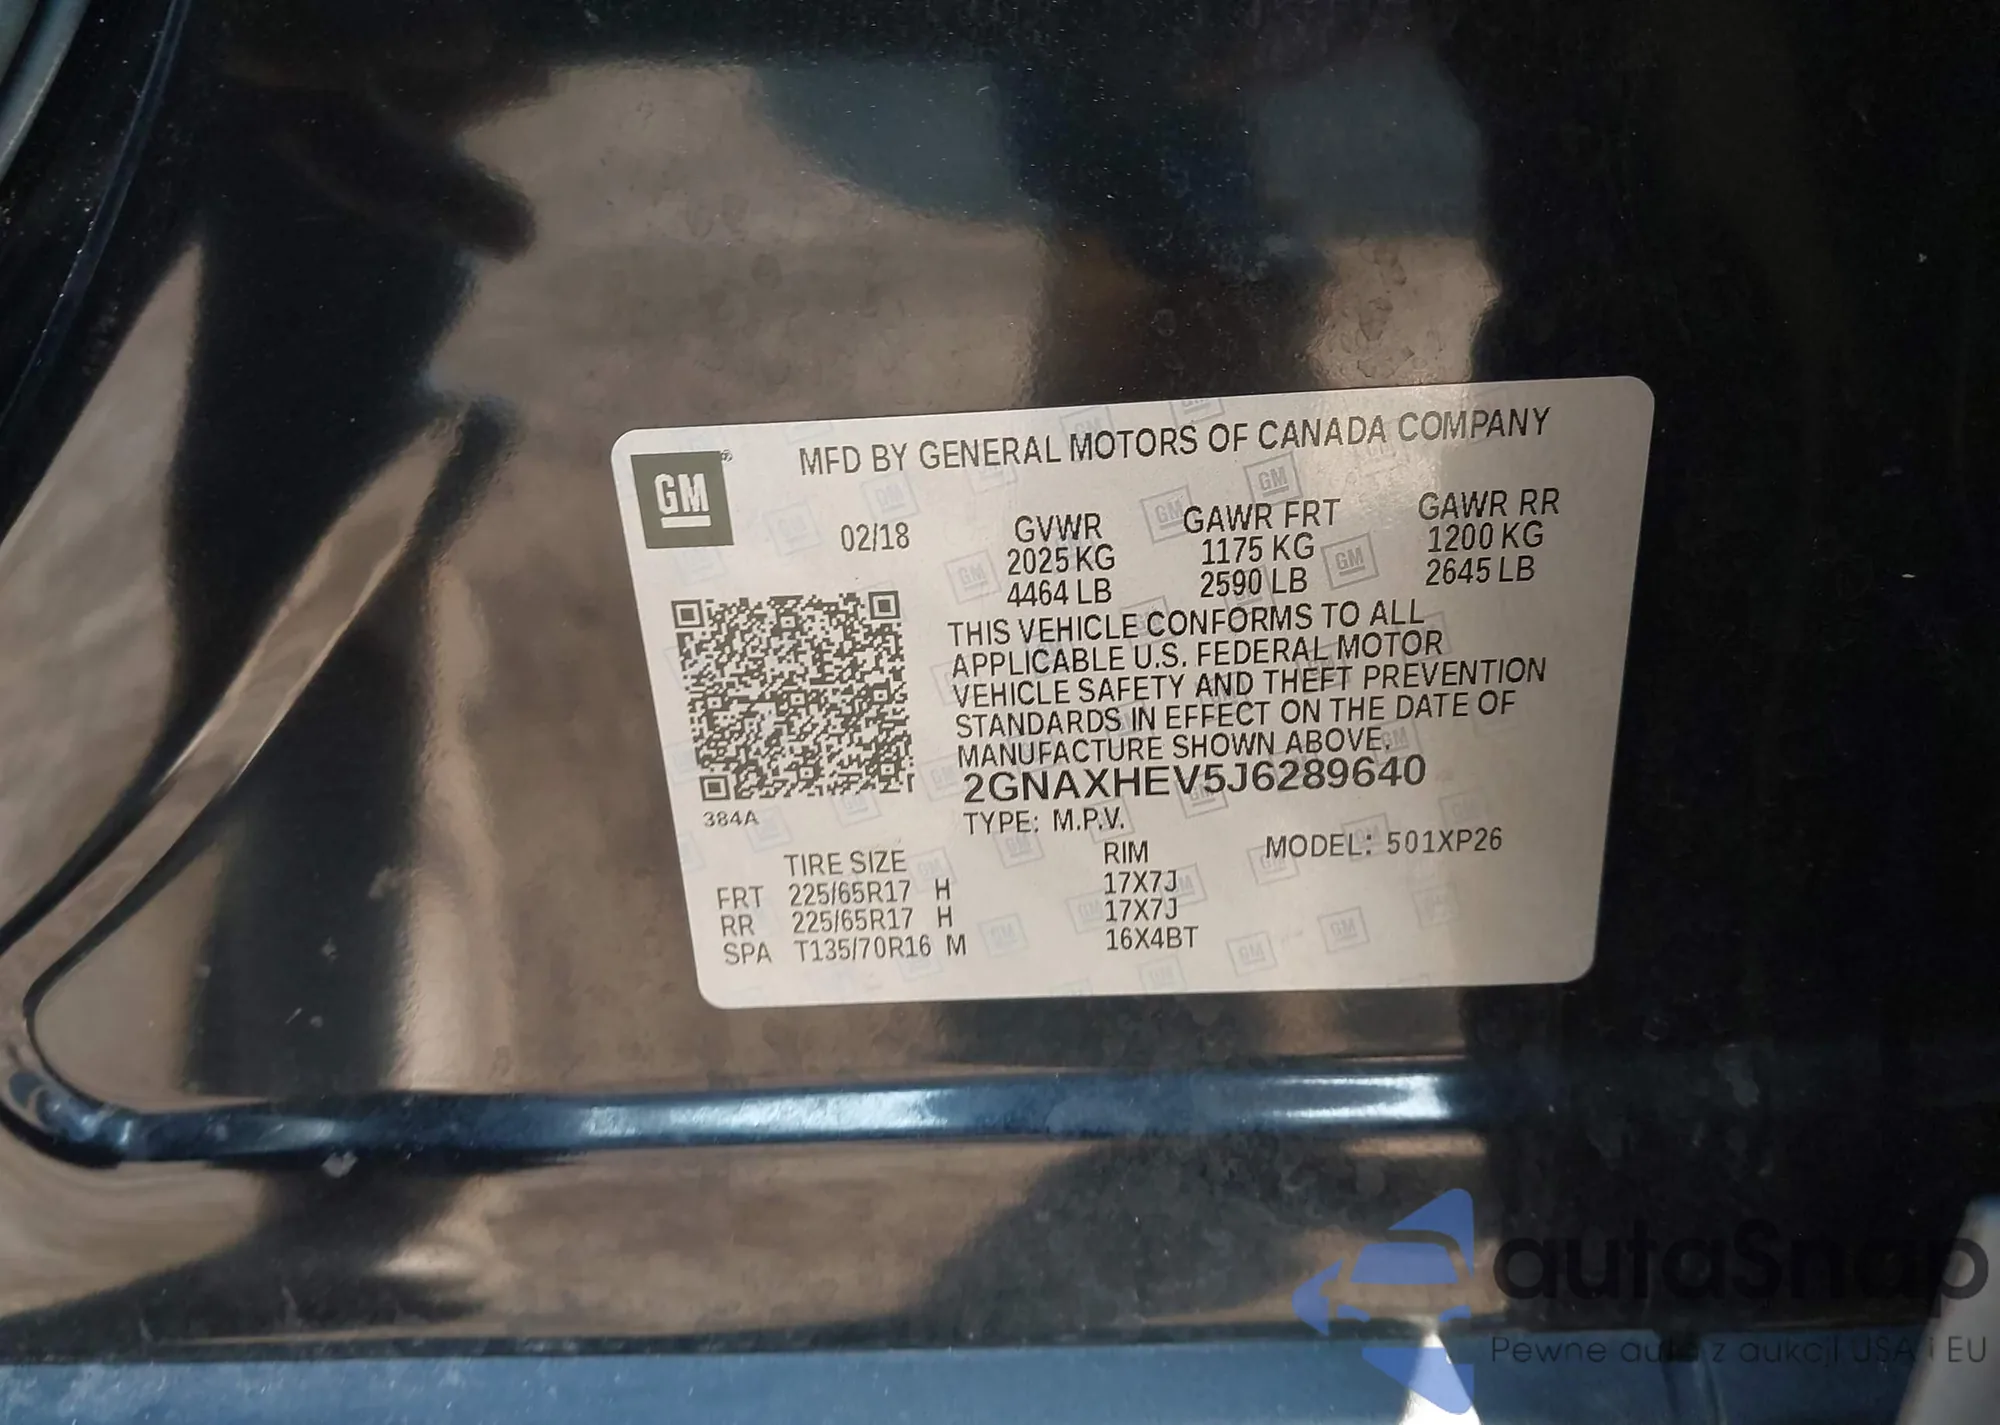 MFD BY GENERAL MOTORS OF CANADA COMPANY
GM®
02/18
GVWR GAWR FRT GAWR RR
2025 KG 1175 KG 1200 KG
4464 LB 2590 LB 2645 LB
THIS VEHICLE CONFORMS TO ALL
APPLICABLE U.S. FEDERAL MOTOR
VEHICLE SAFETY AND THEFT PREVENTION
STANDARDS IN EFFECT ON THE DATE OF
MANUFACTURE SHOWN ABOVE.
2GNAXHEV5J6289640
384A
TYPE: M.P.V. MODEL: 501XP26
TIRE SIZE RIM
FRT 225/65R17 H 17X7J
RR 225/65R17 H 17X7J
SPA T135/70R16 M 16X4BT
autaSnap
Pewne auta z aukcji USA i EU